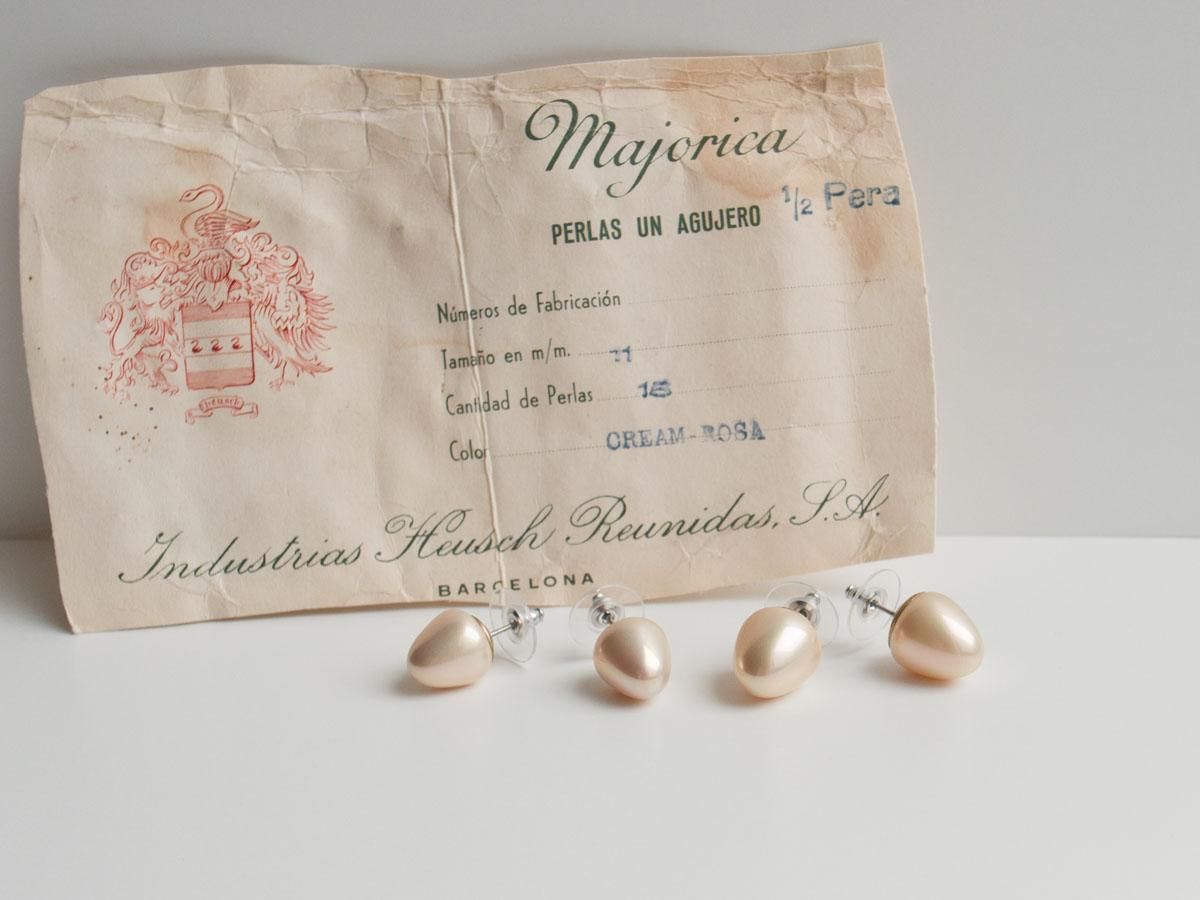 Majorica
PERLAS UN AGUJERO 1/2 Pera
Números de Fabricación
Tamaño en m/m. 11
Cantidad de Perlas
Color CREAM-ROSA
Heusch
Industrias Heusch Reunidas, S.A.
BARCELONA